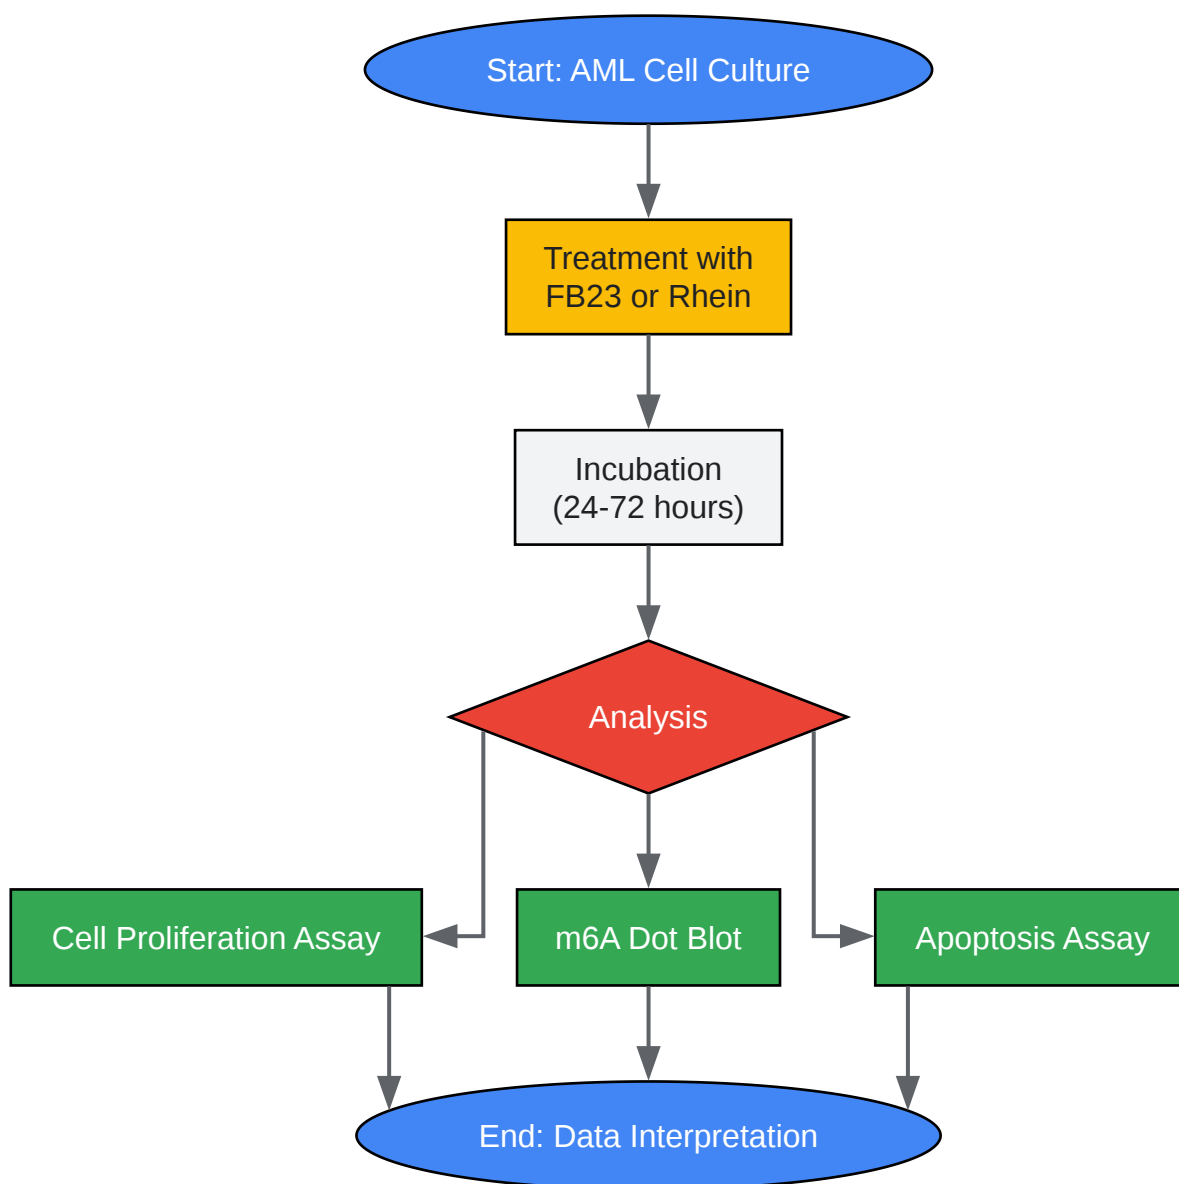 Start: AML Cell Culture
Treatment with
FB23 or Rhein
Incubation
(24-72 hours)
Analysis
Cell Proliferation Assay
m6A Dot Blot
Apoptosis Assay
End: Data Interpretation